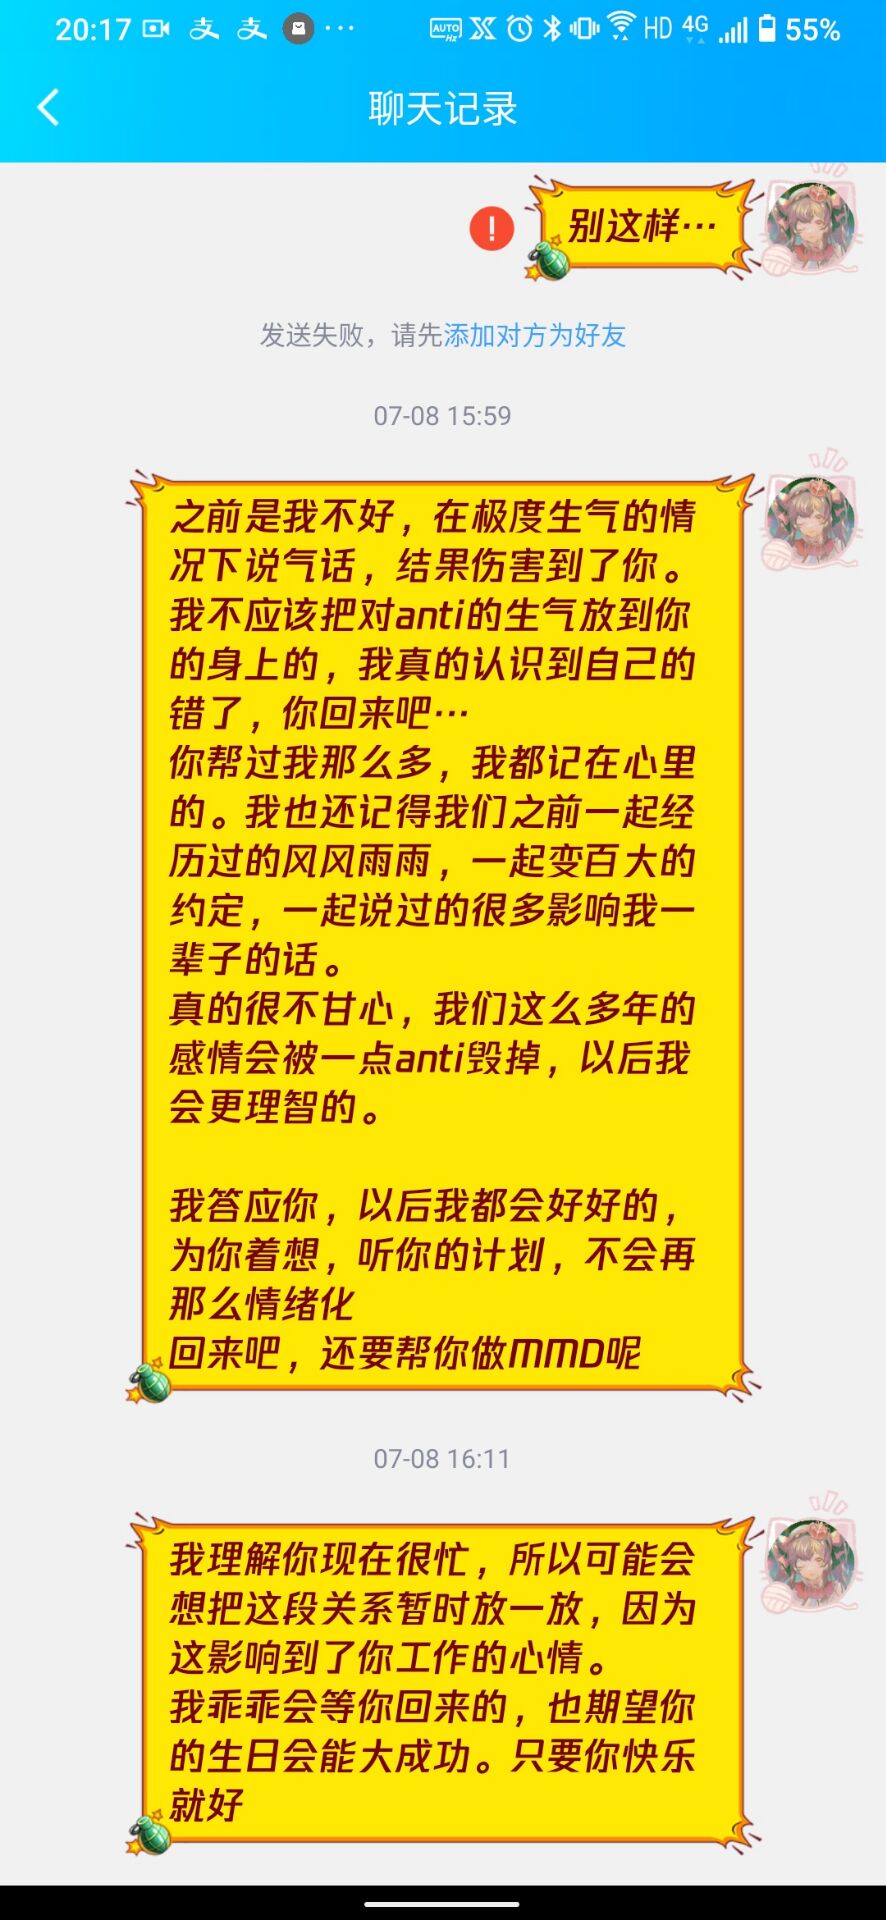 20:17 支 支 ··· AUTO Hz HD 4G 55%
聊天记录
别这样…
发送失败，请先添加对方为好友
07-08 15:59
之前是我不好，在极度生气的情
况下说气话，结果伤害到了你。
我不应该把对anti的生气放到你
的身上的，我真的认识到自己的
错了，你回来吧…
你帮过我那么多，我都记在心里
的。我也还记得我们之前一起经
历过的风风雨雨，一起变百大的
约定，一起说过的很多影响我一
辈子的话。
真的很不甘心，我们这么多年的
感情会被一点anti毁掉，以后我
会更理智的。
我答应你，以后我都会好好的，
为你着想，听你的计划，不会再
那么情绪化
回来吧，还要帮你做MMD呢
07-08 16:11
我理解你现在很忙，所以可能会
想把这段关系暂时放一放，因为
这影响到了你工作的心情。
我乖乖会等你回来的，也期望你
的生日会能大成功。只要你快乐
就好